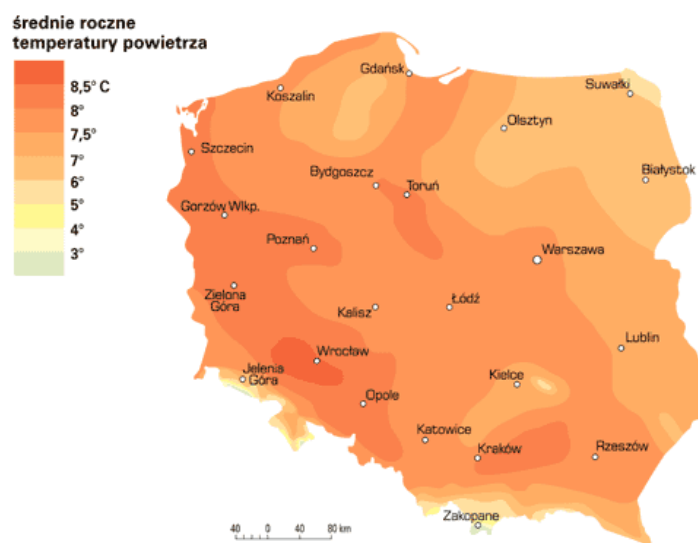 średnie roczne
temperatury powietrza
8,5° C
8°
7,5°
7°
6°
5°
4°
3°
Gdańsk
Koszalin
Suwałki
Olsztyn
Szczecin
Białystok
Bydgoszcz
Toruń
Gorzów Wlkp.
Poznań
Warszawa
Zielona
Góra
Kalisz
Łódź
Lublin
Wrocław
Jelenia
Góra
Kielce
Opole
Katowice
Kraków
Rzeszów
Zakopane
40 0 40 80 km